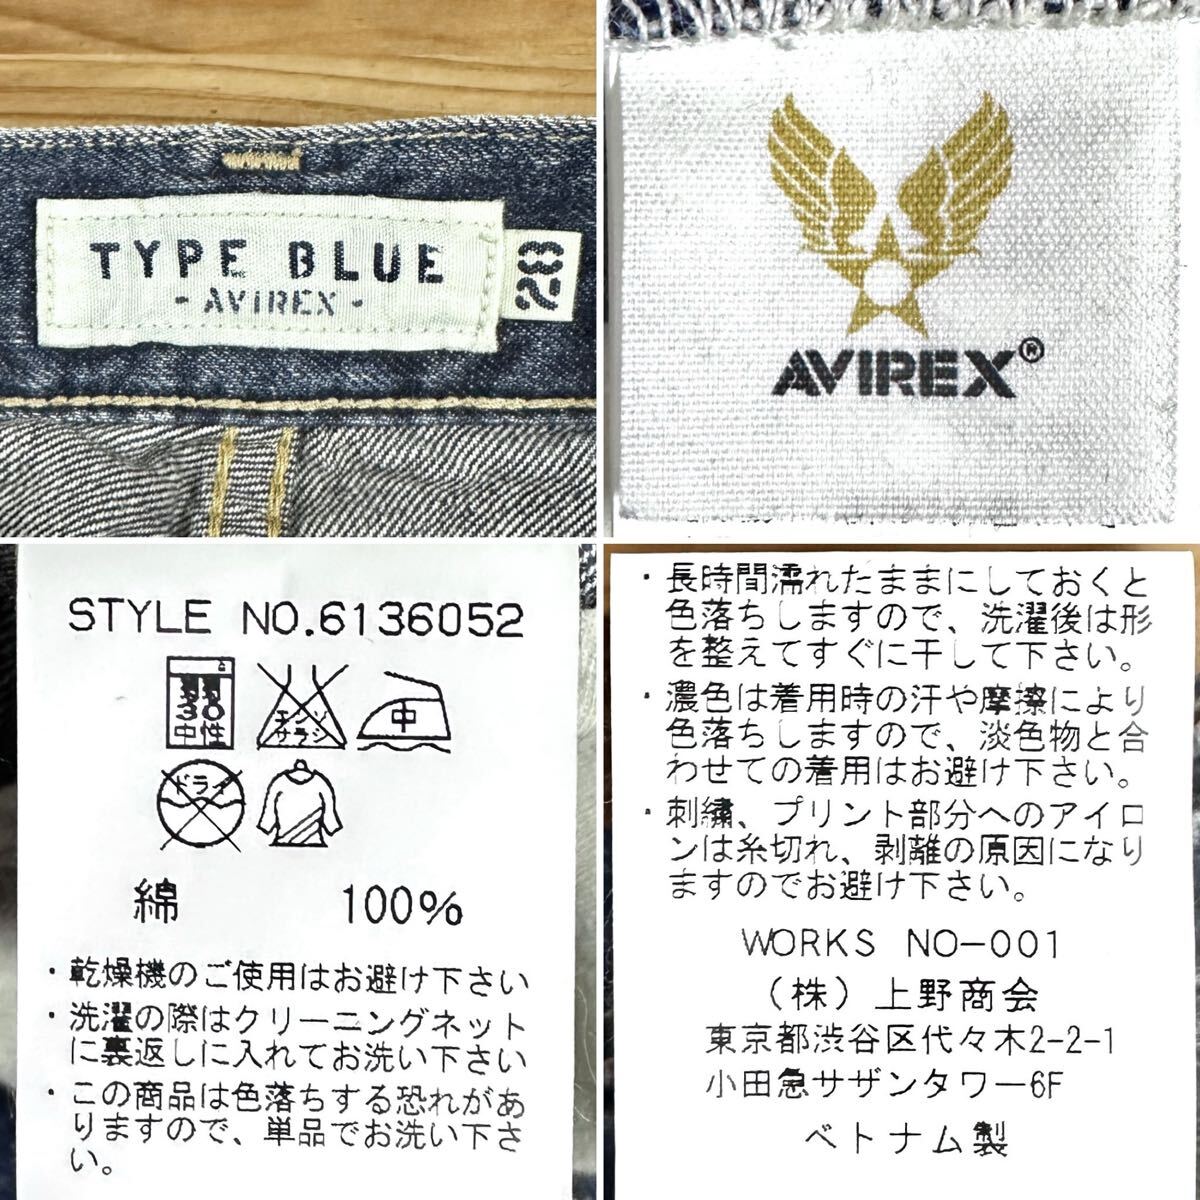 TYPE BLUE
- AVIREX -
28
AVIREX®
STYLE NO.6136052
30
中性
エンソ
サラシ
中
ドライ
綿 100%
・乾燥機のご使用はお避け下さい
・洗濯の際はクリーニングネット
に裏返しに入れてお洗い下さい
・この商品は色落ちする恐れがあ
りますので、単品でお洗い下さ
い。
・長時間濡れたままにしておくと
色落ちしますので、洗濯後は形
を整えてすぐに干して下さい。
・濃色は着用時の汗や摩擦により
色落ちしますので、淡色物と合
わせての着用はお避け下さい。
・刺繍、プリント部分へのアイロ
ンは糸切れ、剥離の原因になり
ますのでお避け下さい。
WORKS NO-001
（株）上野商会
東京都渋谷区代々木2-2-1
小田急サザンタワー6F
ベトナム製